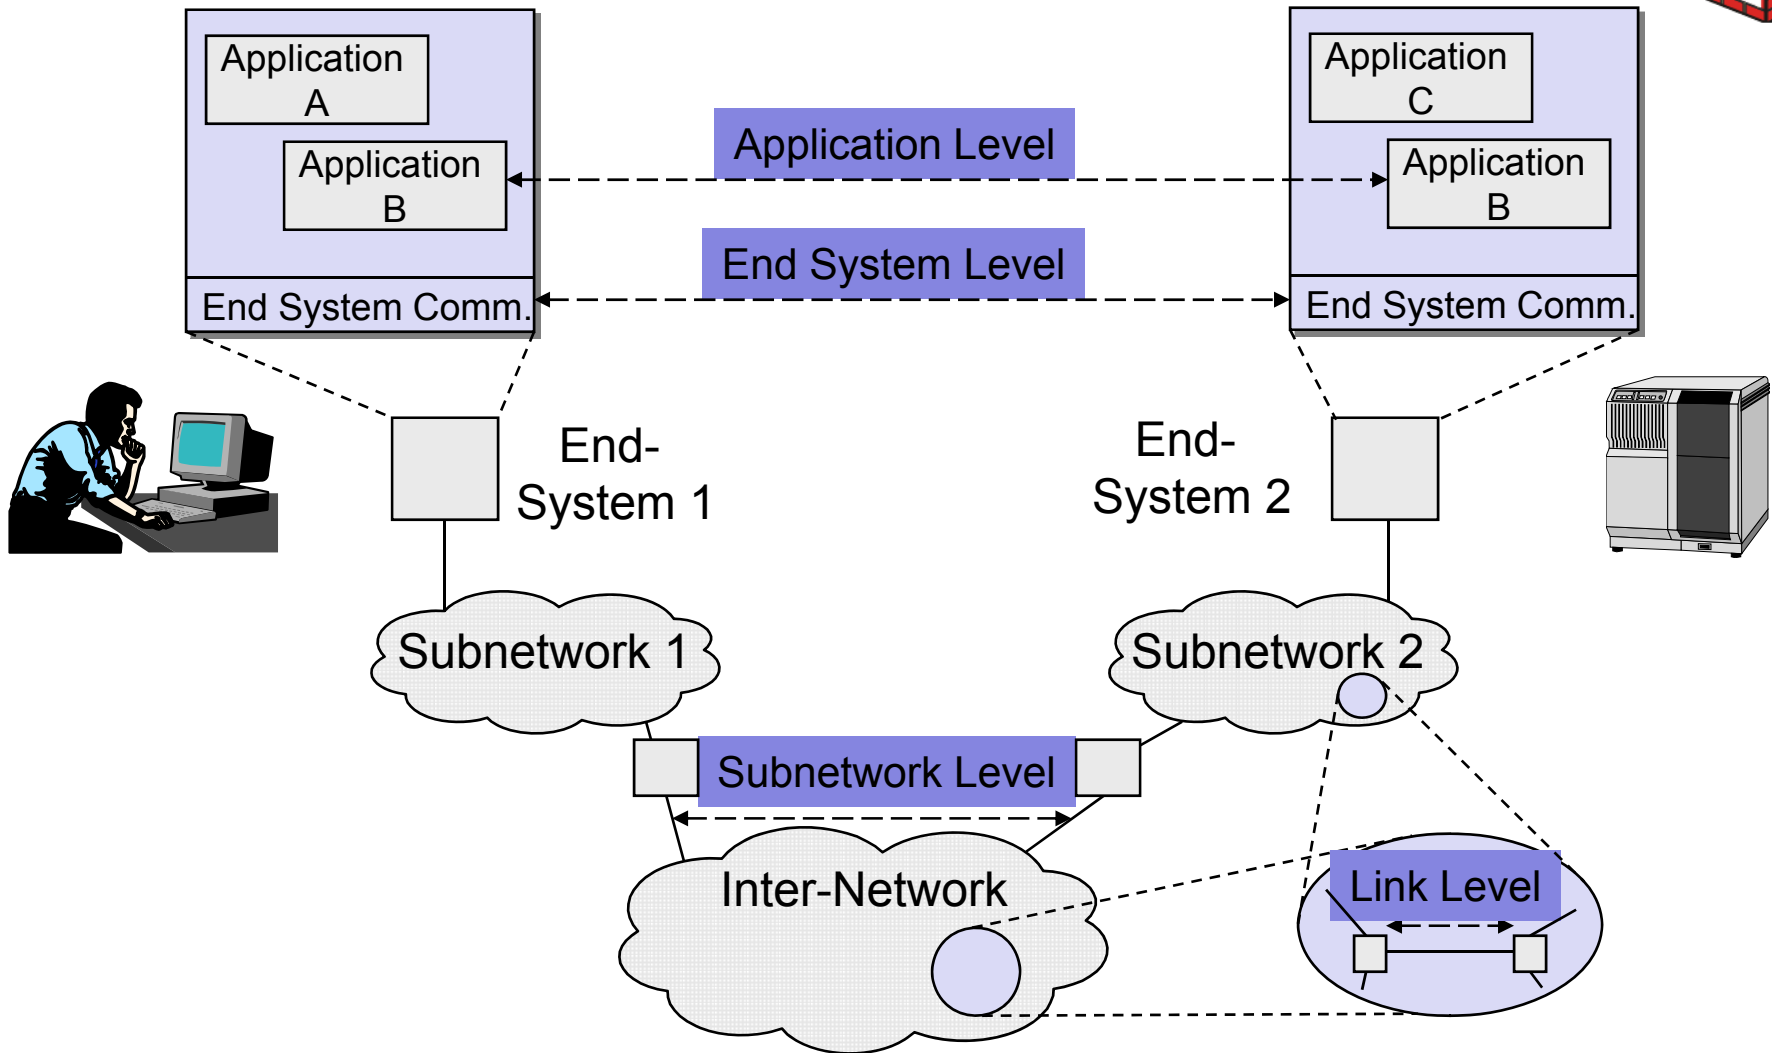 Application
A
Application
B
End System Comm.
Application Level
End System Level
Application
C
Application
B
End System Comm.
End-
System 1
End-
System 2
Subnetwork 1
Subnetwork 2
Subnetwork Level
Inter-Network
Link Level